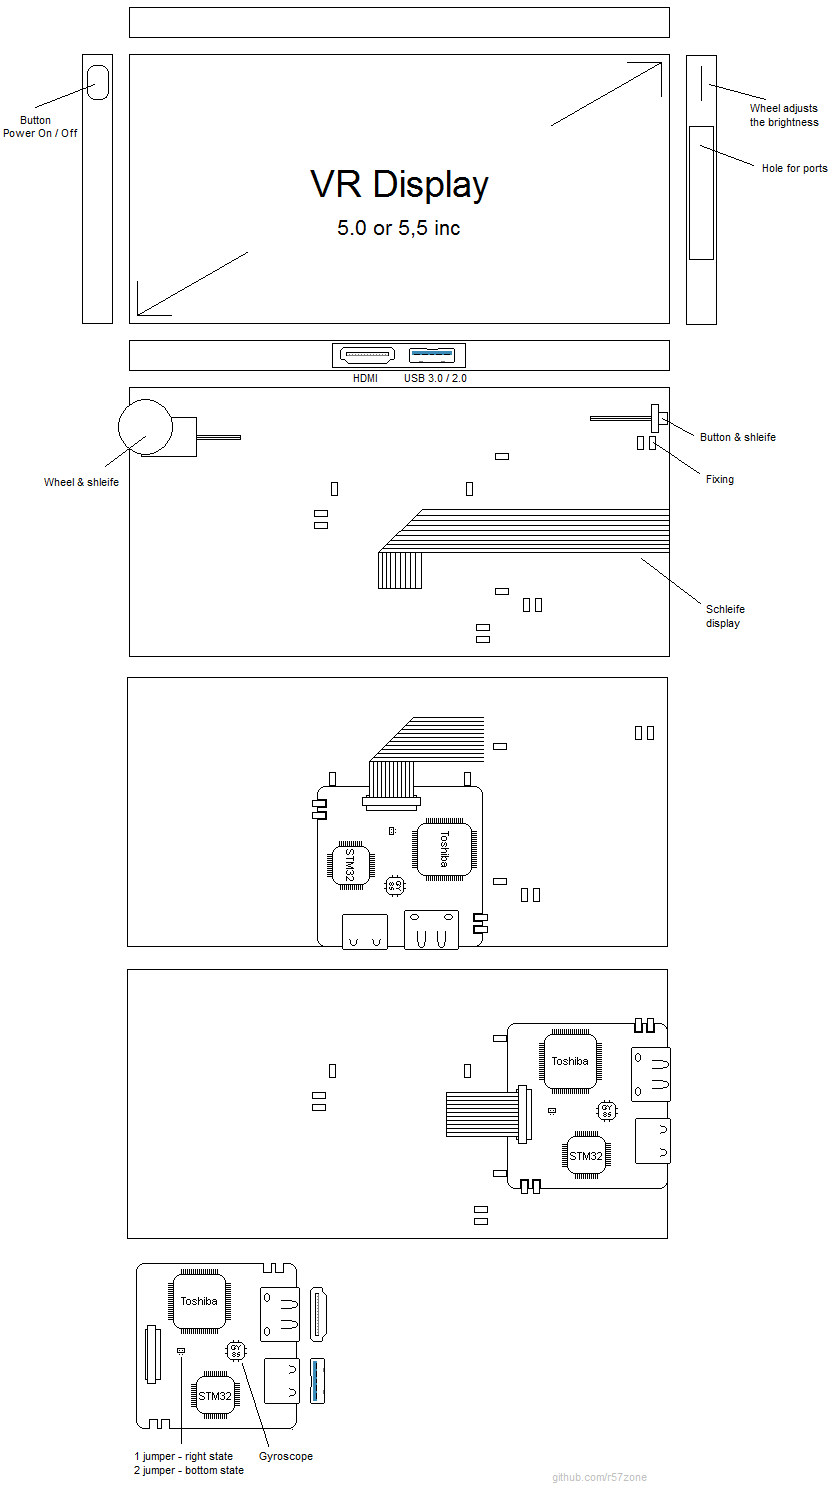 Button
Power On / Off
Wheel adjusts
the brightness
Hole for ports
VR Display
5.0 or 5,5 inc
HDMI
USB 3.0 / 2.0
Button & shleife
Wheel & shleife
Fixing
Schleife
display
Toshiba
STM32
GY
85
Toshiba
GY
85
STM32
Toshiba
GY
85
STM32
1 jumper - right state
2 jumper - bottom state
Gyroscope
github.com/r57zone